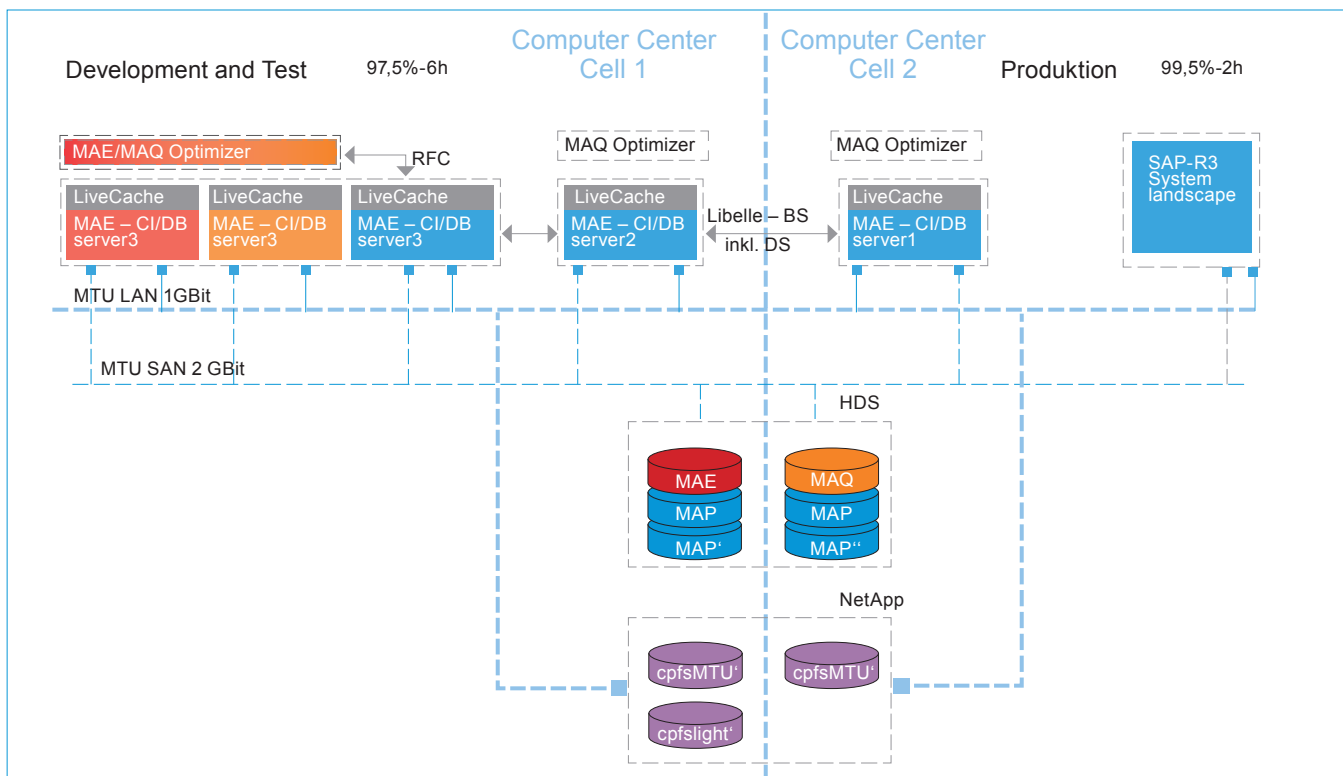 Computer Center
Cell 1
Computer Center
Cell 2
Development and Test
97,5%-6h
Produktion
99,5%-2h
MAE/MAQ Optimizer
RFC
MAQ Optimizer
MAQ Optimizer
LiveCache
MAE – CI/DB
server3
LiveCache
MAE – CI/DB
server3
LiveCache
MAE – CI/DB
server3
LiveCache
MAE – CI/DB
server2
Libelle – BS
inkl. DS
LiveCache
MAE – CI/DB
server1
SAP-R3
System
landscape
MTU LAN 1GBit
MTU SAN 2 GBit
HDS
MAE
MAP
MAP‘
MAQ
MAP
MAP‘‘
NetApp
cpfsMTU‘
cpfslight‘
cpfsMTU‘